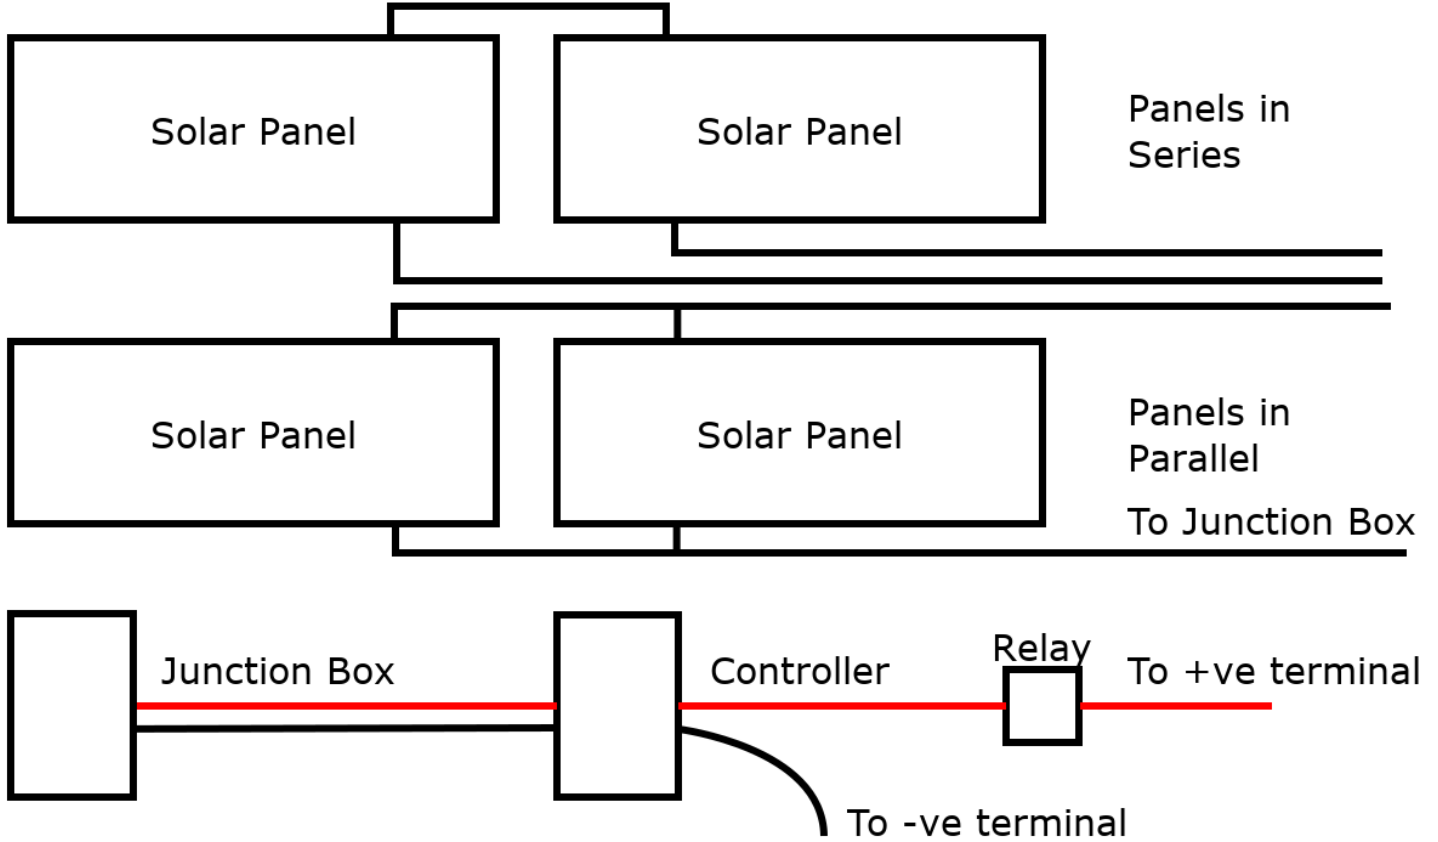 Solar Panel
Solar Panel
Panels in
Series
Solar Panel
Solar Panel
Panels in
Parallel
To Junction Box
Junction Box
Controller
Relay
To +ve terminal
To -ve terminal